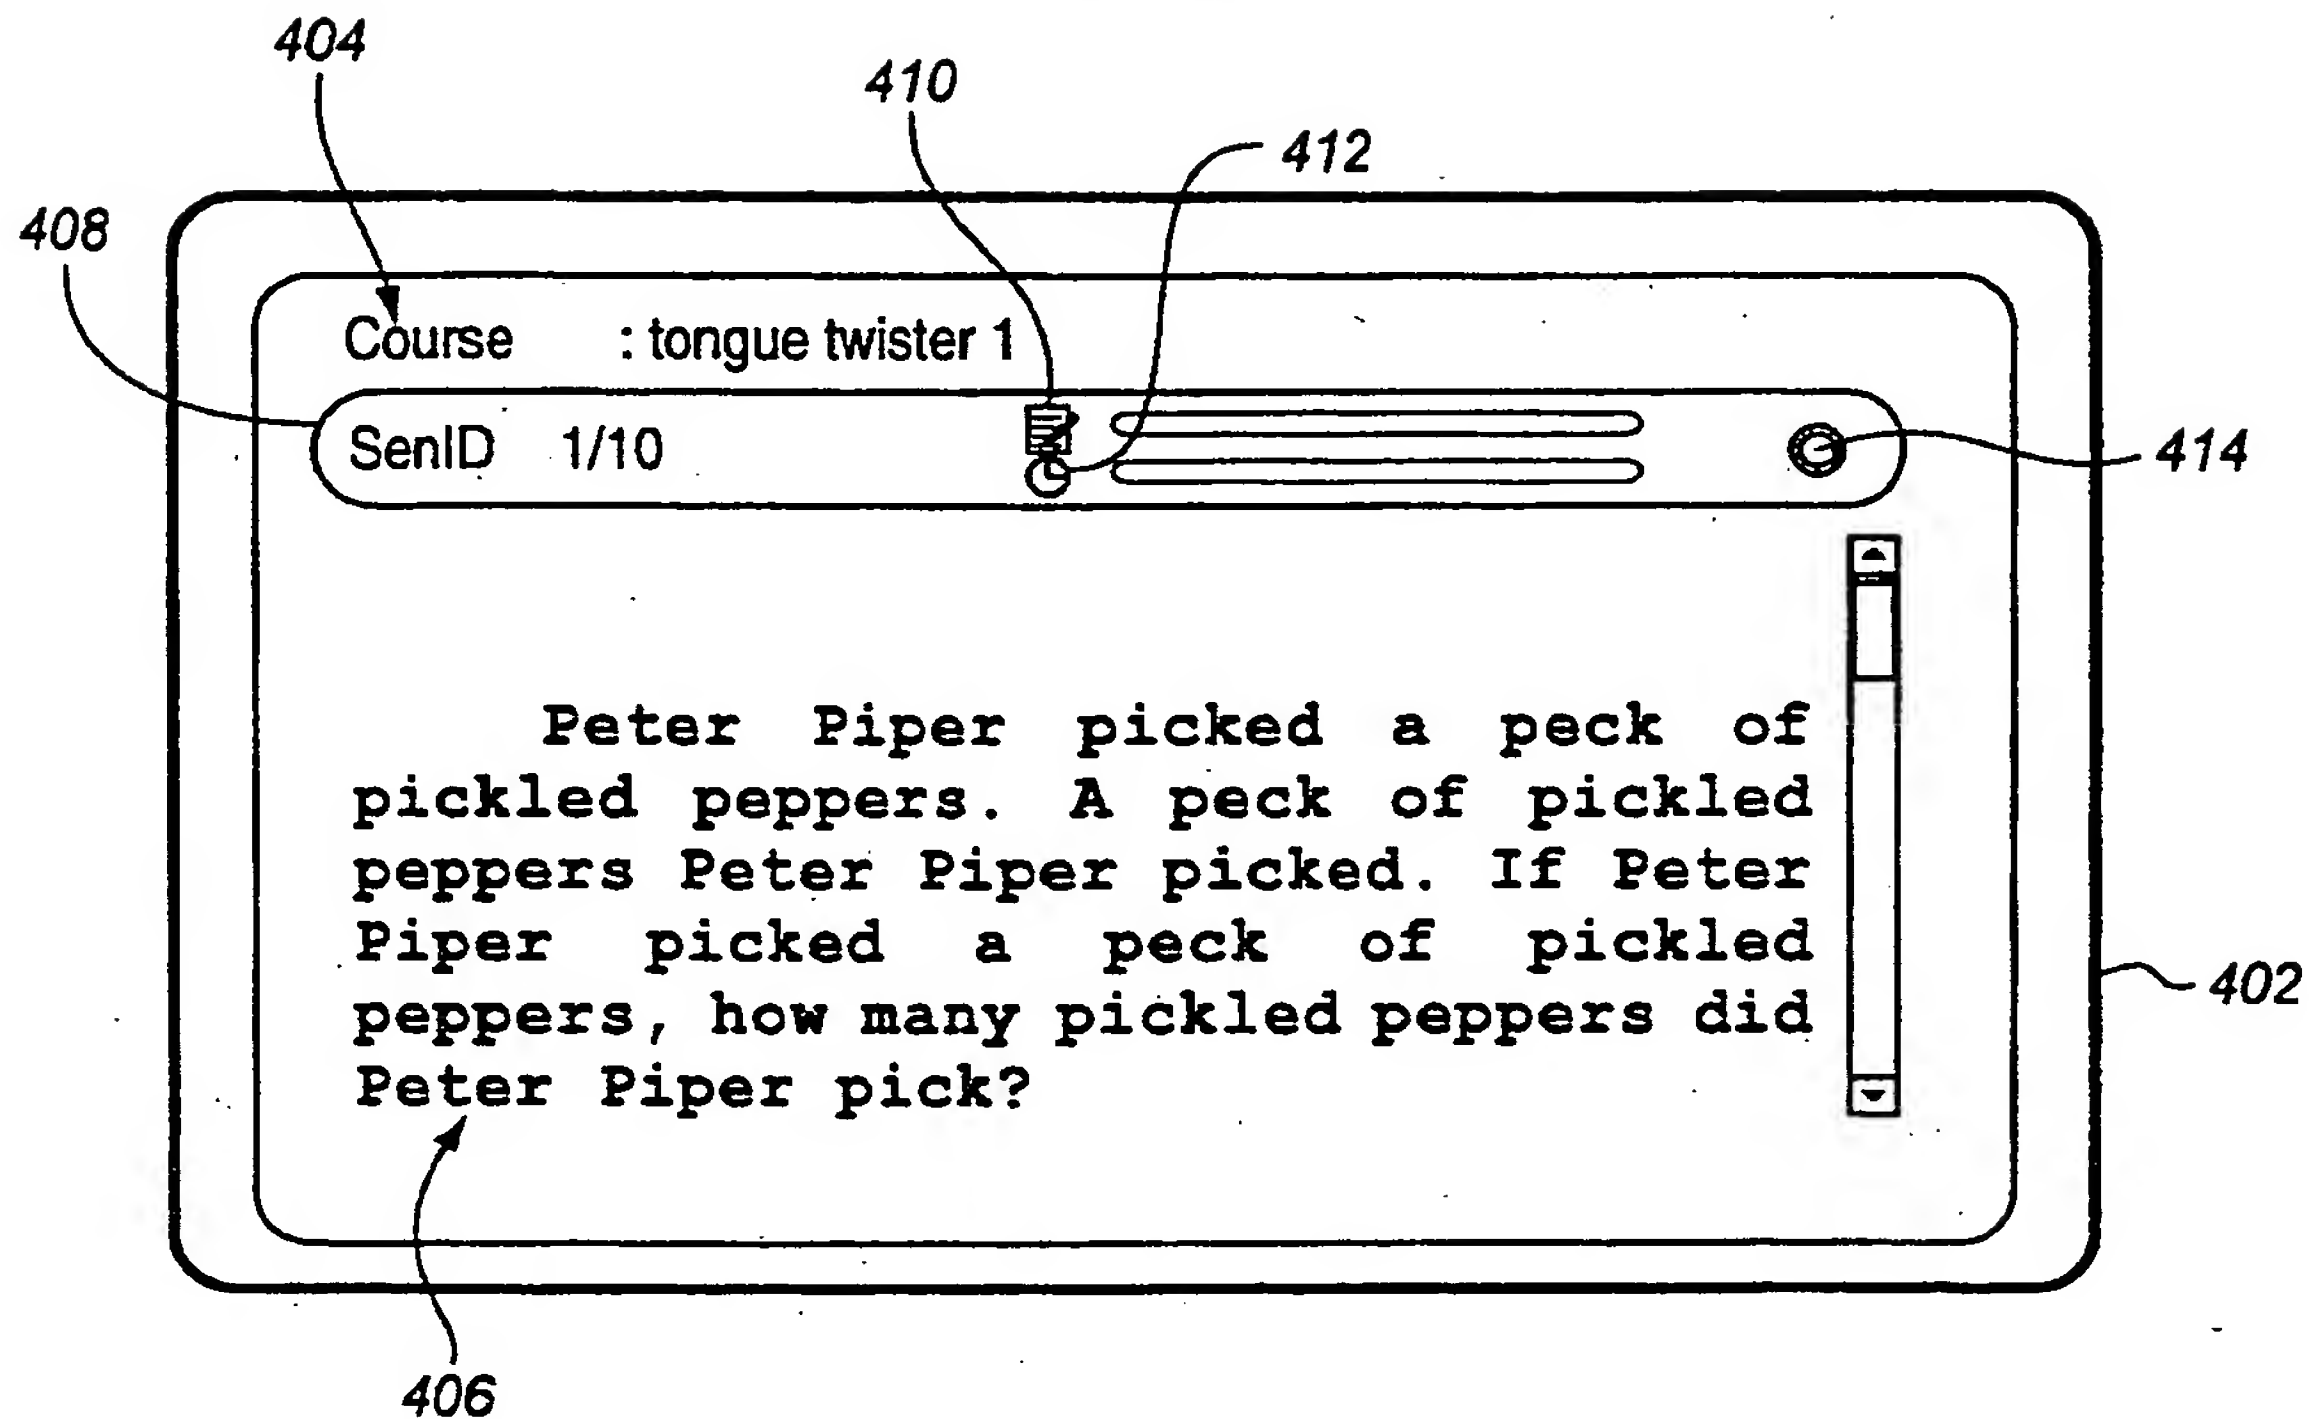 404
410
412
408
Course : tongue twister 1
SenID 1/10
414
Peter Piper picked a peck of
pickled peppers. A peck of pickled
peppers Peter Piper picked. If Peter
Piper picked a peck of pickled
peppers, how many pickled peppers did
Peter Piper pick?
402
406